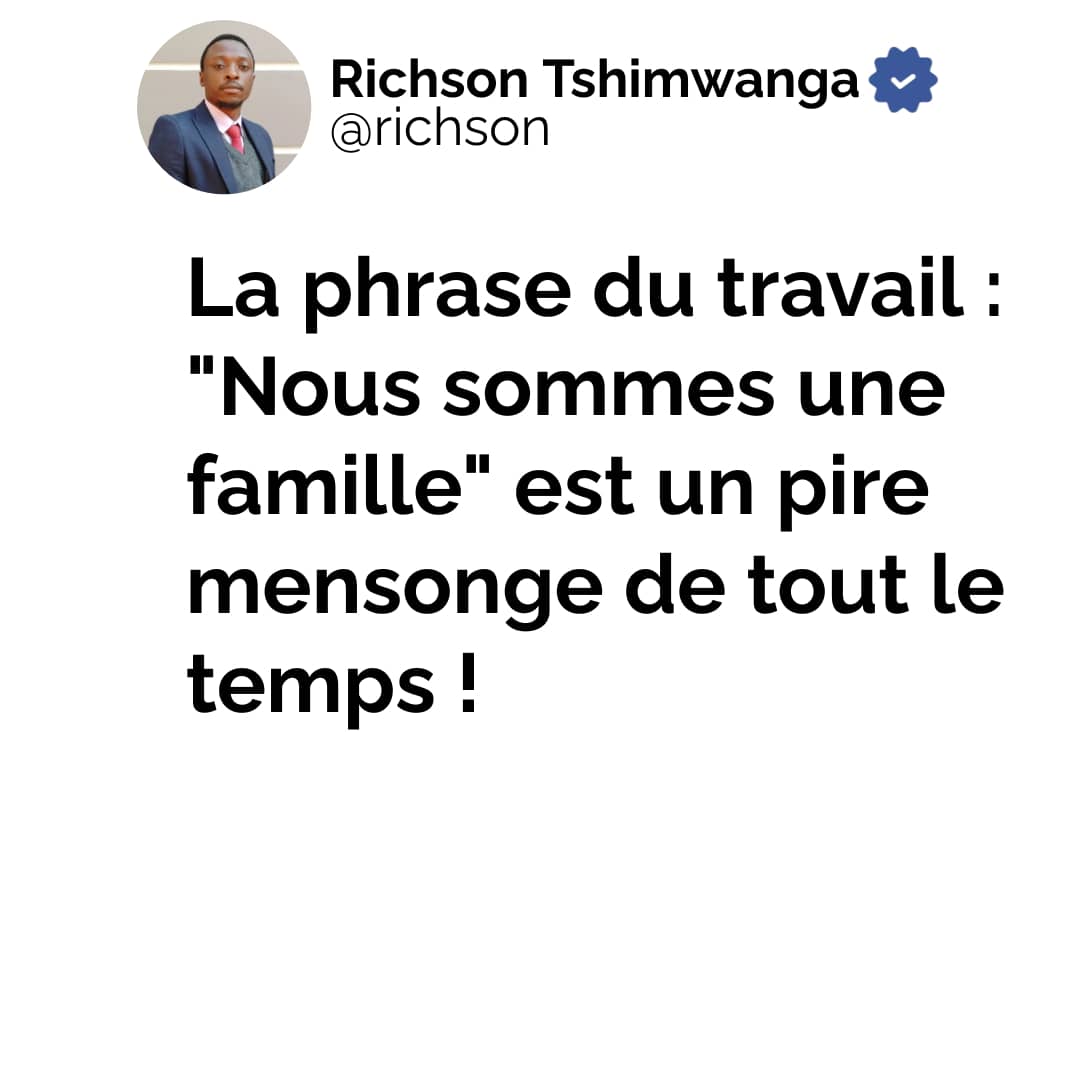 Richson Tshimwanga
@richson
La phrase du travail :
"Nous sommes une
famille" est un pire
mensonge de tout le
temps !